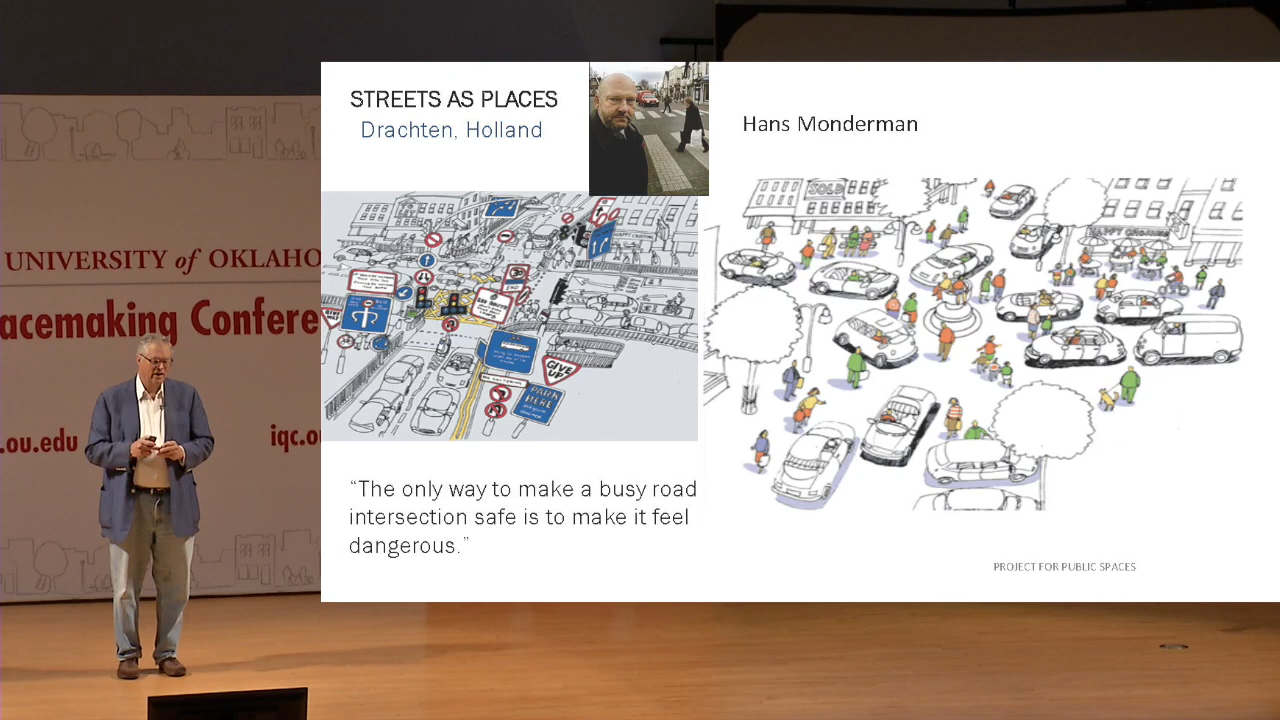 UNIVERSITY of OKLAHO
acemaking Confere
.ou.edu
iqc.o
STREETS AS PLACES
Drachten, Holland
Hans Monderman
SOLD
GIVE
UP!
PARK
HERE
“The only way to make a busy road
intersection safe is to make it feel
dangerous.”
PROJECT FOR PUBLIC SPACES